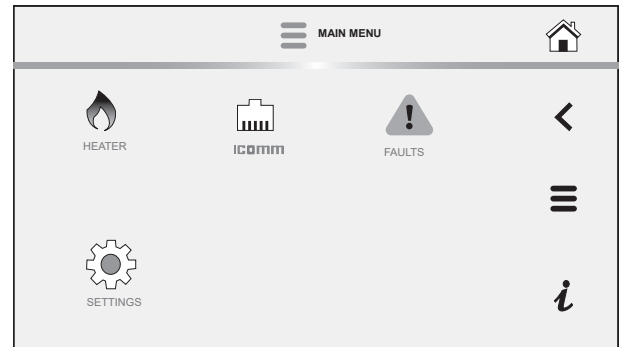 MAIN MENU
HEATER
ICOMM
FAULTS
SETTINGS
i